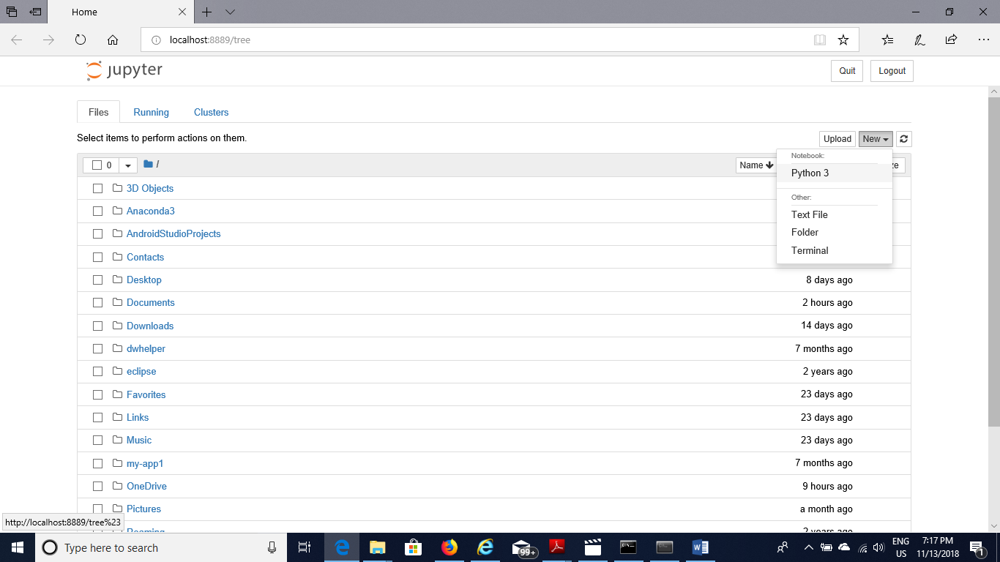 Home
localhost:8889/tree
jupyter
Quit
Logout
Files
Running
Clusters
Select items to perform actions on them.
Upload
New
0
/
Name
ze
Notebook:
Python 3
Other:
Text File
Folder
Terminal
3D Objects
Anaconda3
AndroidStudioProjects
Contacts
Desktop 8 days ago
Documents 2 hours ago
Downloads 14 days ago
dwhelper 7 months ago
eclipse 2 years ago
Favorites 23 days ago
Links 23 days ago
Music 23 days ago
my-app1 7 months ago
OneDrive 9 hours ago
Pictures a month ago
Roaming 2 years ago
http://localhost:8889/tree%23
Type here to search
99+
ENG
US
7:17 PM
11/13/2018
1